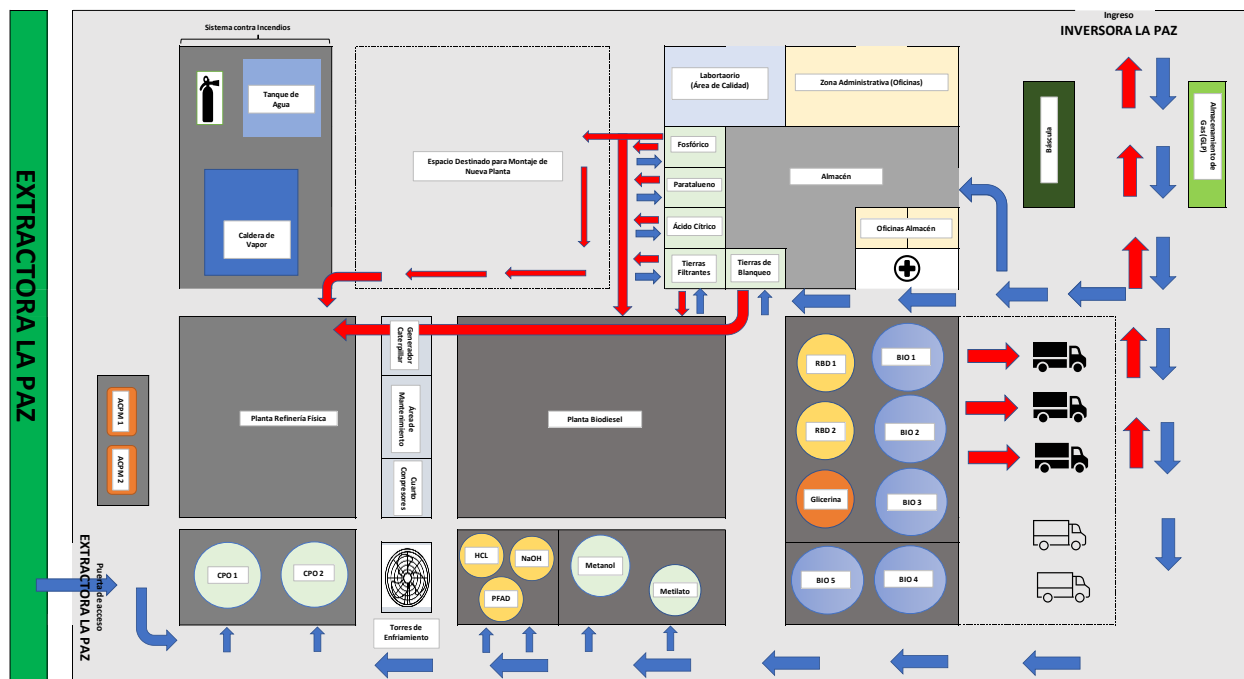 Ingreso
INVERSORA LA PAZ
Sistema contra Incendios
Tanque de
Agua
Caldera de
Vapor
Espacio Destinado para Montaje de
Nueva Planta
Labortaorio
(Área de Calidad)
Zona Administrativa (Oficinas)
Fosférico
Paratalueno
Ácido Cítrico
Tierras
Filtrantes
Tierras de
Blanqueo
Almacén
Oficinas Almacén
Báscula
Almacenamiento de
Gas (GLP)
EXTRACTORA LA PAZ
ACPM 1
ACPM 2
Planta Refinería Física
Generador
Caterpillar
Área de
Mantenimiento
Cuarto
Conpresores
Planta Biodiesel
RBD 1
BIO 1
RBD 2
BIO 2
Glicerina
BIO 3
BIO 5
BIO 4
Puerta de acceso
EXTRACTORA LA PAZ
CPO 1
CPO 2
Torres de
Enfriamiento
HCL
NaOH
PFAD
Metanol
Metilato